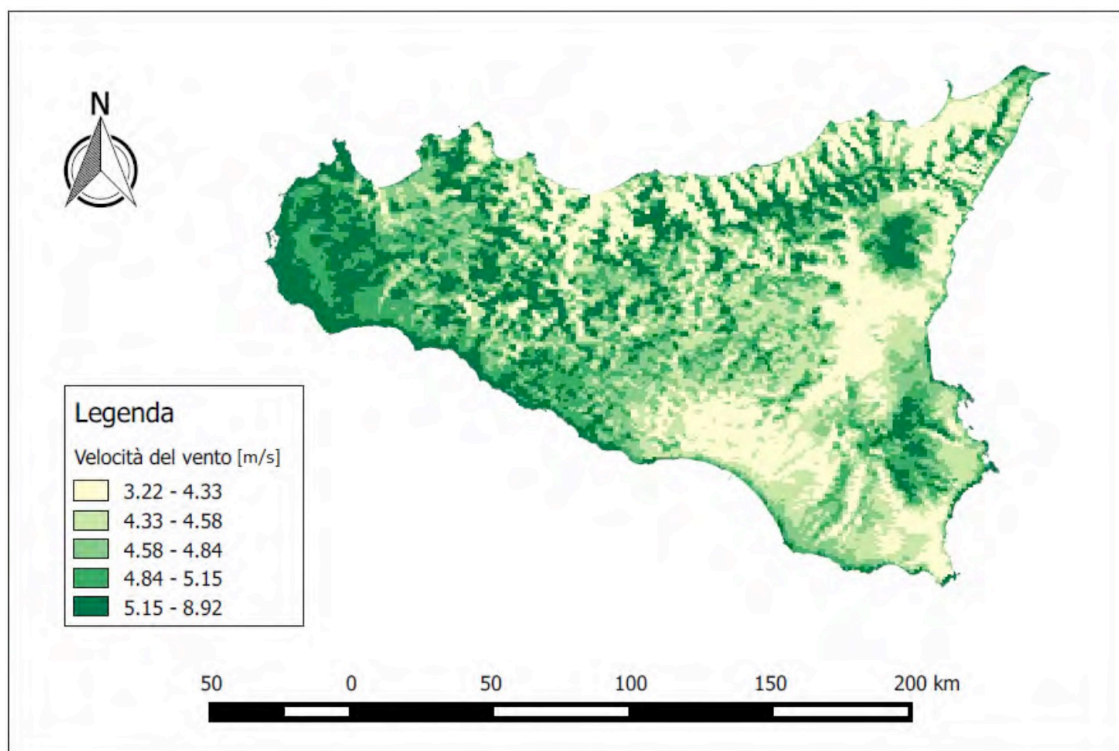 N
Legenda
Velocità del vento [m/s]
3.22 - 4.33
4.33 - 4.58
4.58 - 4.84
4.84 - 5.15
5.15 - 8.92
50 0 50 100 150 200 km